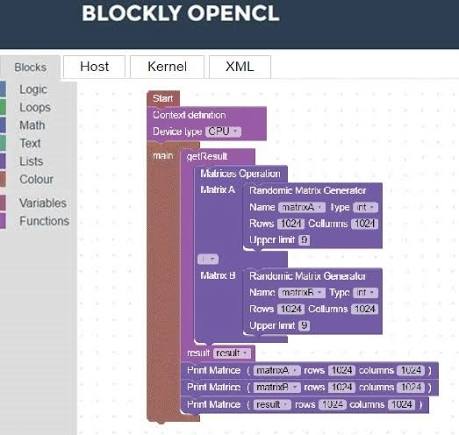 BLOCKLY OPENCL
Blocks Host Kernel XML
Logic
Loops
Math
Text
Lists
Colour
Variables
Functions
Start
Context definition
Device type CPU
main getResult
Matrices Operation
Matrix A Randomic Matrix Generator
Name matrixA Type int
Rows 1024 Collumns 1024
Upper limit 9
Matrix B Randomic Matrix Generator
Name matrixB Type int
Rows 1024 Collumns 1024
Upper limit 9
result result
Print Matrice ( matrixA rows 1024 columns 1024 )
Print Matrice ( matrixB rows 1024 columns 1024 )
Print Matrice ( result rows 1024 columns 1024 )